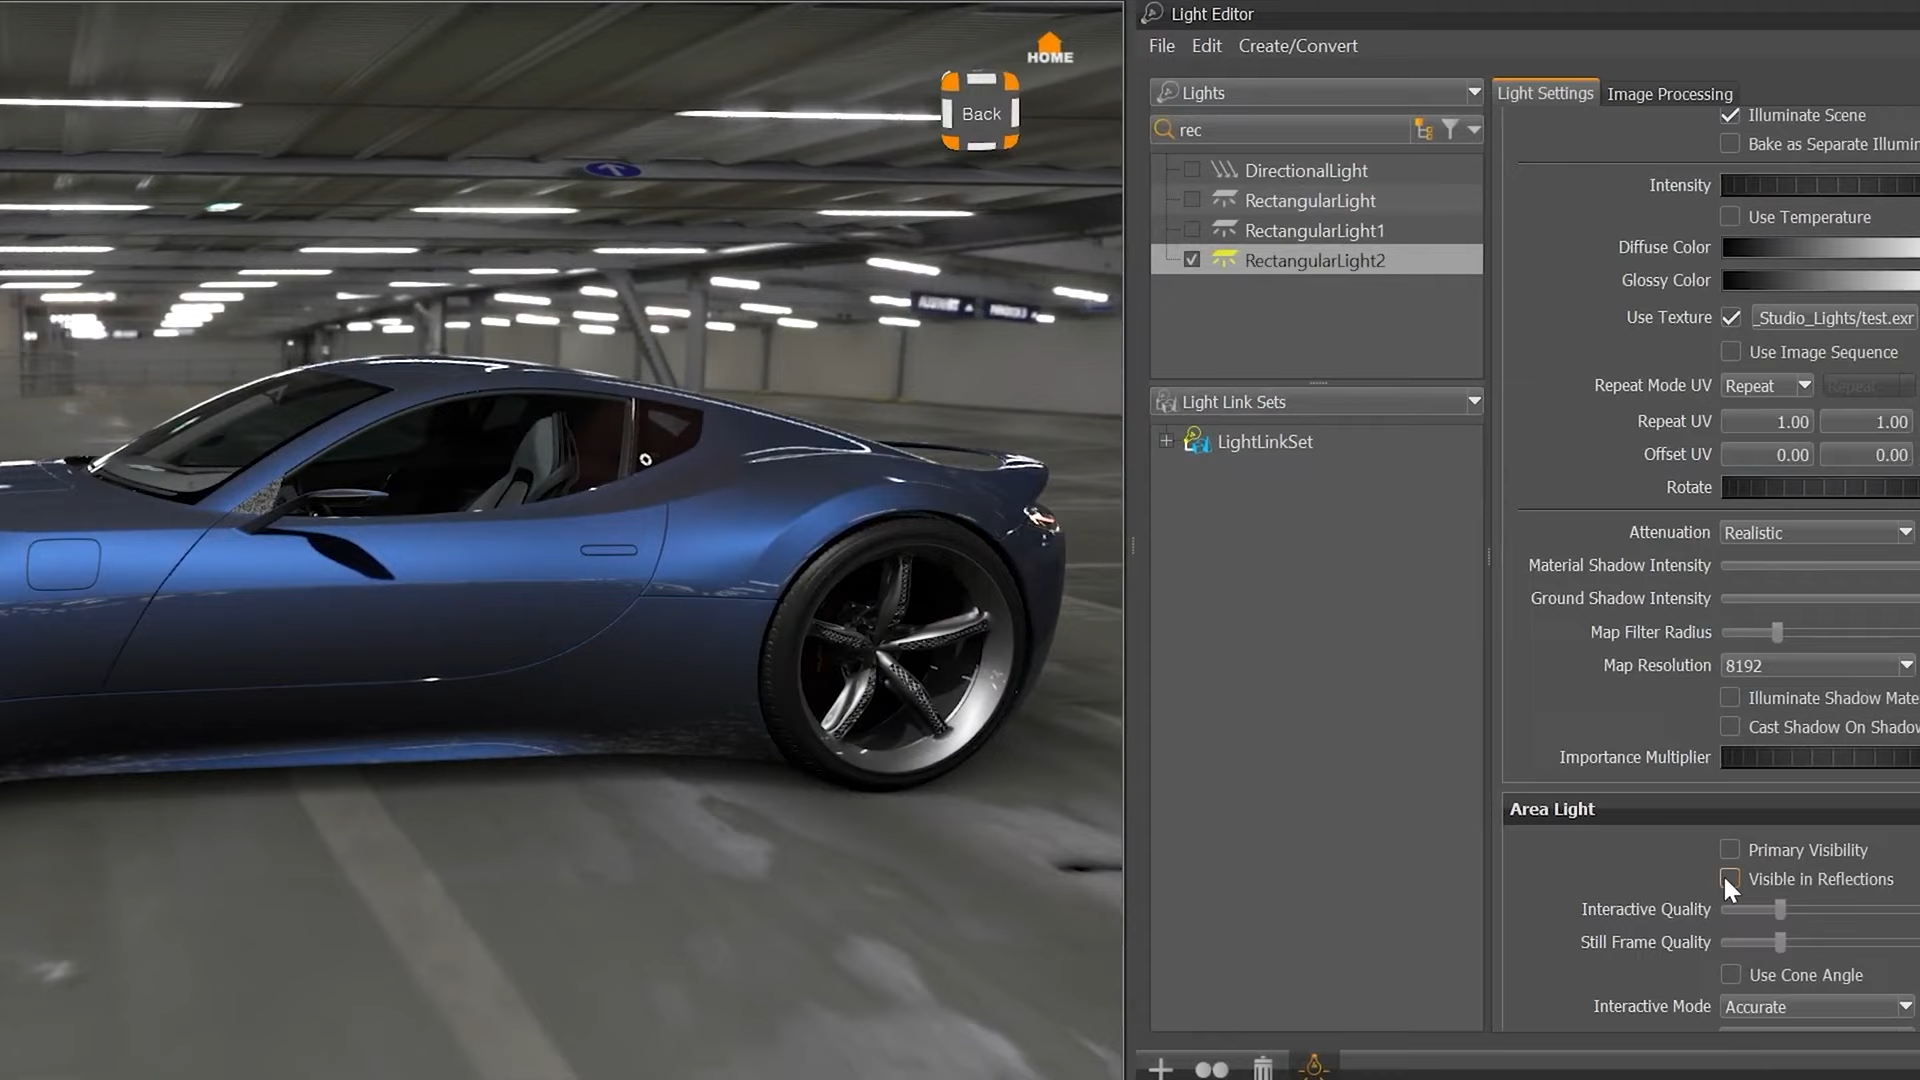 Light Editor
File Edit Create/Convert
HOME
Back
Lights
rec
DirectionalLight
RectangularLight
RectangularLight1
RectangularLight2
Light Link Sets
LightLinkSet
Light Settings Image Processing
Illuminate Scene
Bake as Separate Illumin
Intensity
Use Temperature
Diffuse Color
Glossy Color
Use Texture _Studio_Lights/test.exr
Use Image Sequence
Repeat Mode UV Repeat Repeat
Repeat UV 1.00 1.00
Offset UV 0.00 0.00
Rotate
Attenuation Realistic
Material Shadow Intensity
Ground Shadow Intensity
Map Filter Radius
Map Resolution 8192
Illuminate Shadow Mate
Cast Shadow On Shadow
Importance Multiplier
Area Light
Primary Visibility
Visible in Reflections
Interactive Quality
Still Frame Quality
Use Cone Angle
Interactive Mode Accurate